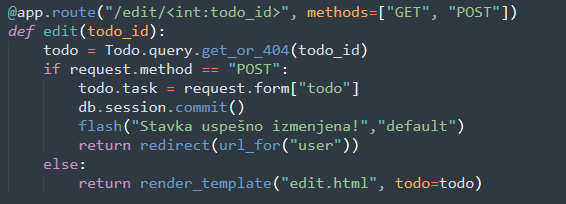 @app.route("/edit/<int:todo_id>", methods=["GET", "POST"])
def edit(todo_id):
    todo = Todo.query.get_or_404(todo_id)
    if request.method == "POST":
        todo.task = request.form["todo"]
        db.session.commit()
        flash("Stavka uspešno izmenjena!","default")
        return redirect(url_for("user"))
    else:
        return render_template("edit.html", todo=todo)